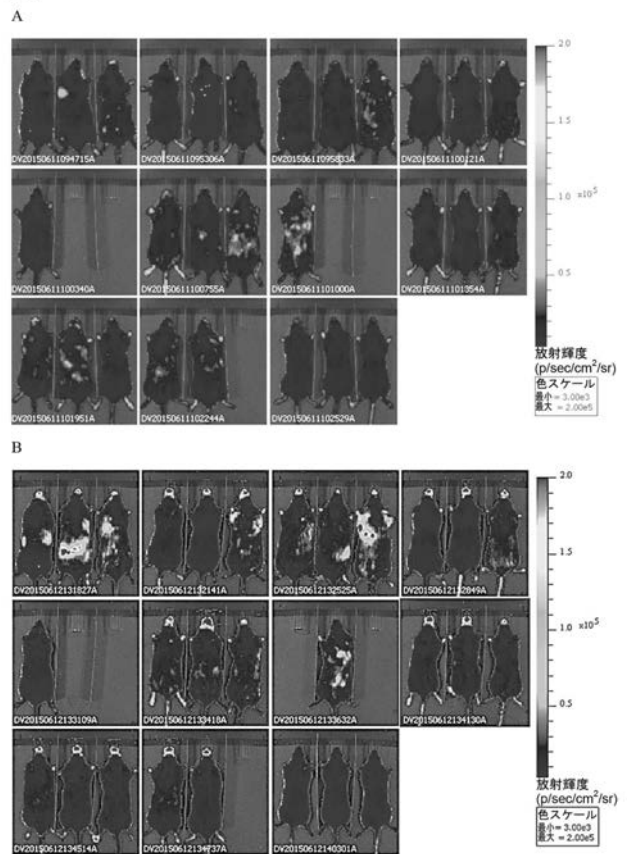 A
DV20150611094715A
DV20150611095306A
DV20150611095833A
DV20150611100121A
DV20150611100340A
DV20150611100755A
DV20150611101000A
DV20150611101354A
DV20150611101951A
DV20150611102244A
DV20150611102529A
2.0
1.5
1.0
x10⁵
0.5
放射輝度
(p/sec/cm²/sr)
色スケール
最小 = 3.00e3
最大 = 2.00e5
B
DV20150612131827A
DV20150612132141A
DV20150612132525A
DV20150612132849A
DV20150612133109A
DV20150612133418A
DV20150612133632A
DV20150612134130A
DV20150612134514A
DV20150612134737A
DV20150612140301A
2.0
1.5
1.0
x10⁵
0.5
放射輝度
(p/sec/cm²/sr)
色スケール
最小 = 3.00e3
最大 = 2.00e5